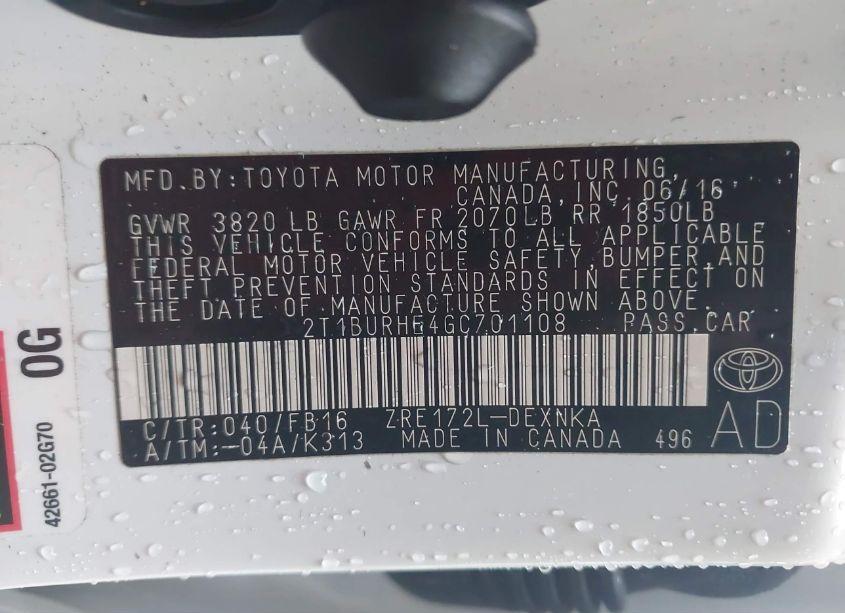 MFD.BY:TOYOTA MOTOR MANUFACTURING,
CANADA,INC.06/16
GVWR 3820 LB GAWR FR 2070LB RR 1850LB
THIS VEHICLE CONFORMS TO ALL APPLICABLE
FEDERAL MOTOR VEHICLE SAFETY,BUMPER,AND
THEFT PREVENTION STANDARDS IN EFFECT ON
THE DATE OF MANUFACTURE SHOWN ABOVE.
2T1BURHE4GC701108 PASS.CAR
C/TR:040/FB16 ZRE172L-DEXNKA
A/TM:-04A/K313 MADE IN CANADA 496
AD
0G
42661-02G70